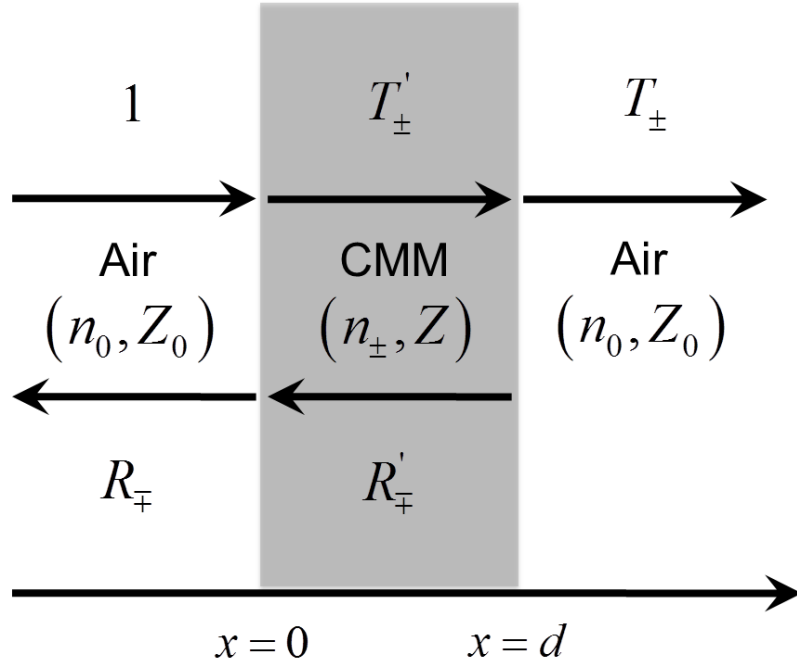 1 T'± T±
Air CMM Air
(n₀, Z₀) (n±, Z) (n₀, Z₀)
R∓ R'∓
x = 0 x = d